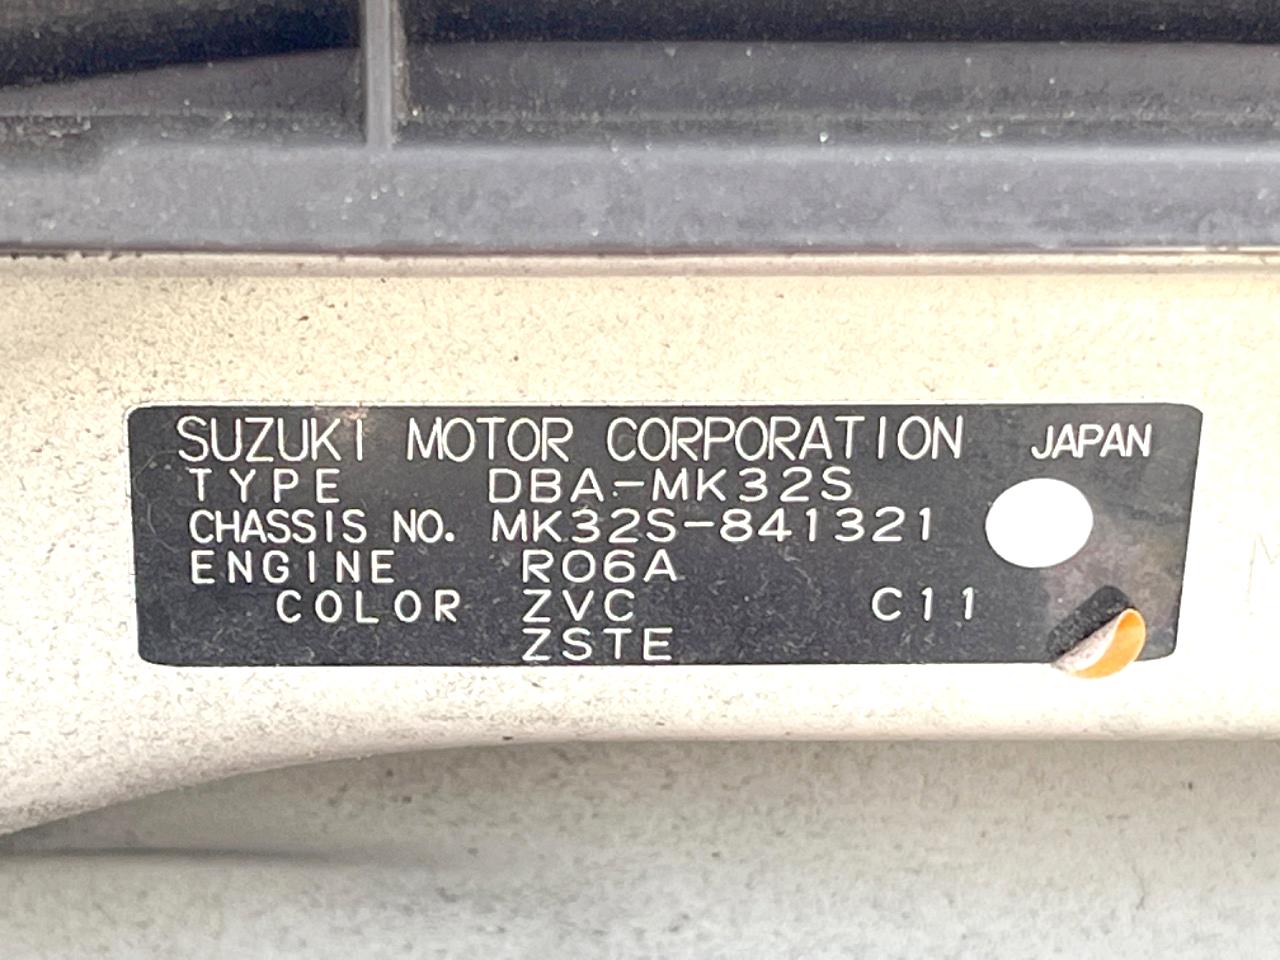 SUZUKI MOTOR CORPORATION JAPAN
TYPE DBA-MK32S
CHASSIS NO. MK32S-841321
ENGINE R06A
COLOR ZVC C11
ZSTE